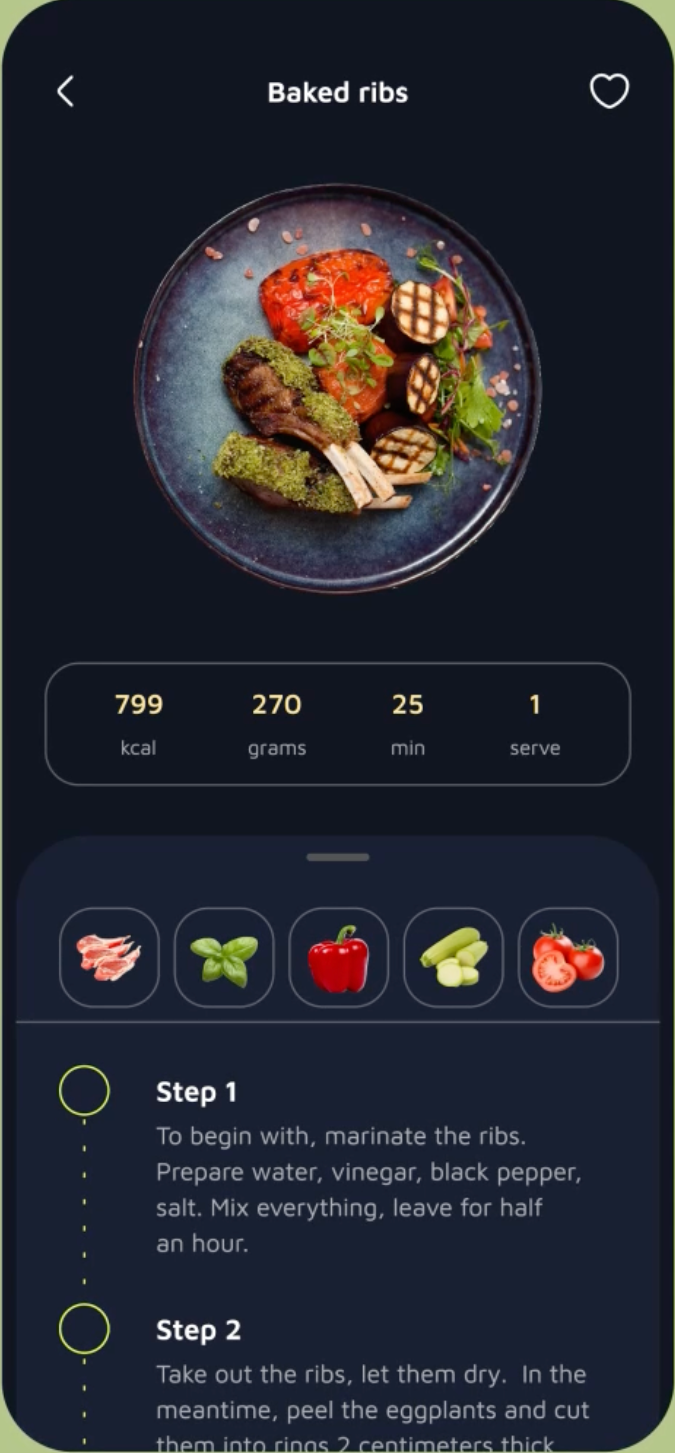 Baked ribs
799 270 25 1
kcal grams min serve
Step 1
To begin with, marinate the ribs.
Prepare water, vinegar, black pepper,
salt. Mix everything, leave for half
an hour.
Step 2
Take out the ribs, let them dry.  In the
meantime, peel the eggplants and cut
them into rings 2 centimeters thick